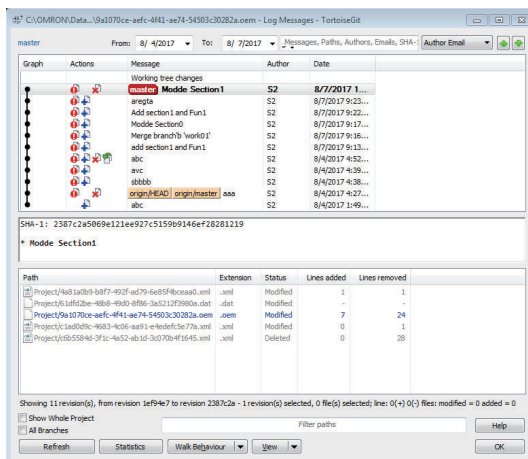 C:\OMRON\Data...\9a1070ce-aefc-4f41-ae74-54503c30282a.oem - Log Messages - TortoiseGit
master From: 8/ 4/2017 To: 8/ 7/2017 Messages, Paths, Authors, Emails, SHA-1 Author Email
Graph Actions Message Author Date
Working tree changes
master Modde Section1 S2 8/7/2017 1...
aregta S2 8/7/2017 9:23...
Add section1 and Fun1 S2 8/7/2017 9:22...
Modde Section0 S2 8/7/2017 9:17...
Merge branch'b 'work01' S2 8/7/2017 9:16...
add section1 and Fun1 S2 8/7/2017 9:13...
abc S2 8/4/2017 4:52...
avc S2 8/4/2017 4:39...
sbbbb S2 8/4/2017 4:38...
origin/HEAD origin/master aaa S2 8/4/2017 4:27...
abc S2 8/4/2017 1:49...
SHA-1: 2387c2a5069e121ee927c5159b9146ef28281219
* Modde Section1
Path Extension Status Lines added Lines removed
Project/4a81a0b9-b8f7-492f-ad79-6e85f4bceaa0.xml .xml Modified 1 1
Project/61dfd2be-48b8-49d0-8f86-3a5212f3980a.dat .dat Modified - -
Project/9a1070ce-aefc-4f41-ae74-54503c30282a.oem .oem Modified 7 24
Project/c1ad0d9c-4683-4c06-aa91-e4edefc5e77a.xml .xml Modified 0 1
Project/c6b5584d-3f1c-4a52-ab1d-3c070b4f1645.xml .xml Deleted 0 28
Showing 11 revision(s), from revision 1ef94e7 to revision 2387c2a - 1 revision(s) selected, 0 file(s) selected; line: 0(+) 0(-) files: modified = 0 added = 0
Show Whole Project
All Branches
Filter paths
Help
Refresh Statistics Walk Behaviour View OK